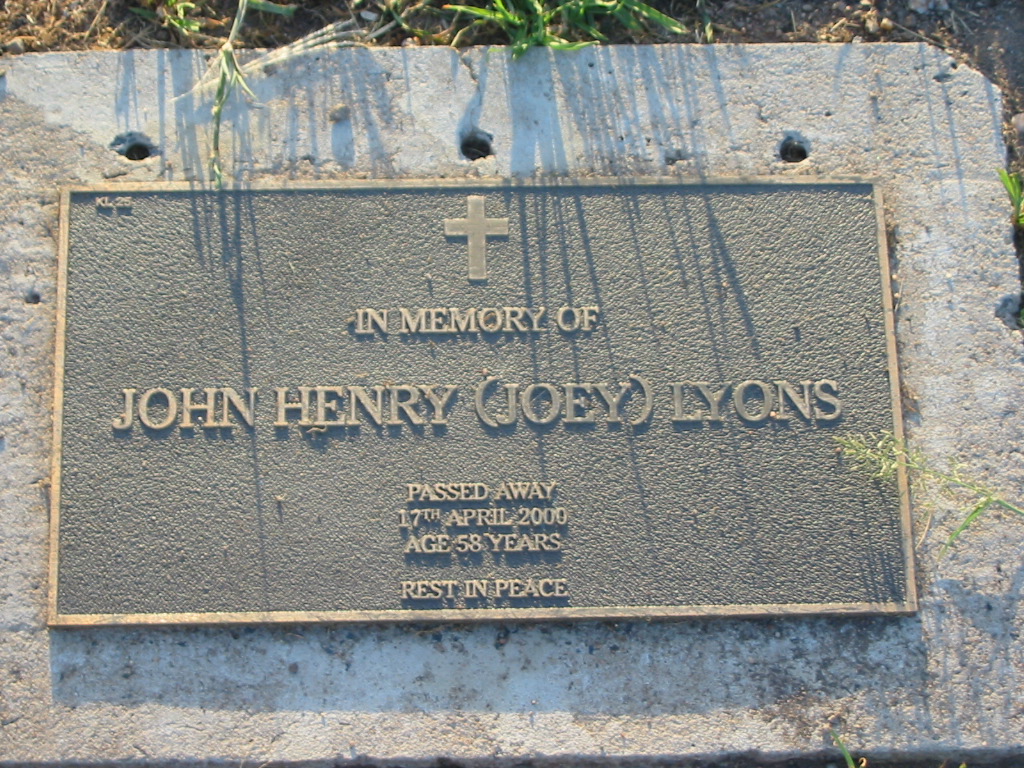 KL 25
IN MEMORY OF
JOHN HENRY (JOEY) LYONS
PASSED AWAY
17TH APRIL 2000
AGE 58 YEARS
REST IN PEACE